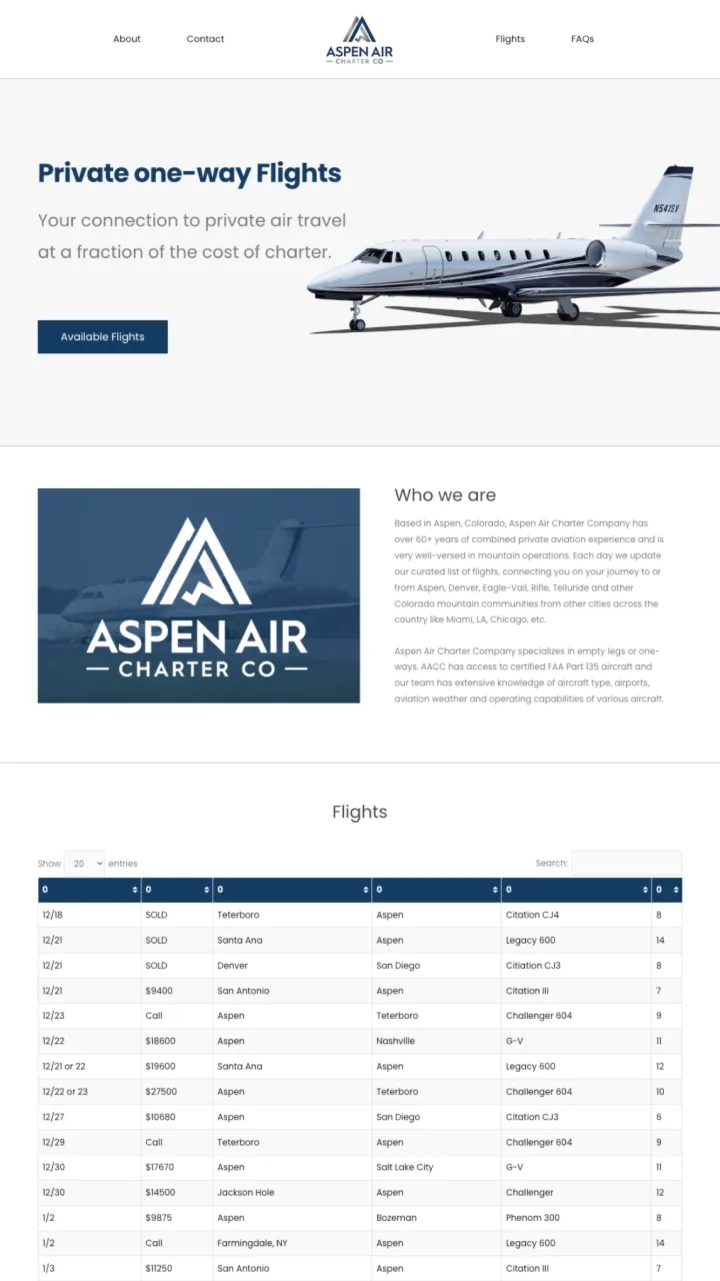 About Contact ASPEN AIR CHARTER CO Flights FAQs
Private one-way Flights
Your connection to private air travel
at a fraction of the cost of charter.
N541SY
Available Flights
ASPEN AIR
CHARTER CO
Who we are
Based in Aspen, Colorado, Aspen Air Charter Company has
over 60+ years of combined private aviation experience and is
very well-versed in mountain operations. Each day we update
our curated list of flights, connecting you on your journey to or
from Aspen, Denver, Eagle-Vail, Rifle, Telluride and other
Colorado mountain communities from other cities across the
country like Miami, LA, Chicago, etc.
Aspen Air Charter Company specializes in empty legs or one-
ways. AACC has access to certified FAA Part 135 aircraft and
our team has extensive knowledge of aircraft type, airports,
aviation weather and operating capabilities of various aircraft.
Flights
Show 20 entries Search:
0 0 0 0 0 0
12/18 SOLD Teterboro Aspen Citation CJ4 8
12/21 SOLD Santa Ana Aspen Legacy 600 14
12/21 SOLD Denver San Diego Citiation CJ3 8
12/21 $9400 San Antonio Aspen Citation III 7
12/23 Call Aspen Teterboro Challenger 604 9
12/22 $18600 Aspen Nashville G-V 11
12/21 or 22 $19600 Santa Ana Aspen Legacy 600 12
12/22 or 23 $27500 Aspen Teterboro Challenger 604 10
12/27 $10680 Aspen San Diego Citation CJ3 6
12/29 Call Teterboro Aspen Challenger 604 9
12/30 $17670 Aspen Salt Lake City G-V 11
12/30 $14500 Jackson Hole Aspen Challenger 12
1/2 $9875 Aspen Bozeman Phenom 300 8
1/2 Call Farmingdale, NY Aspen Legacy 600 14
1/3 $11250 San Antonio Aspen Citation III 7